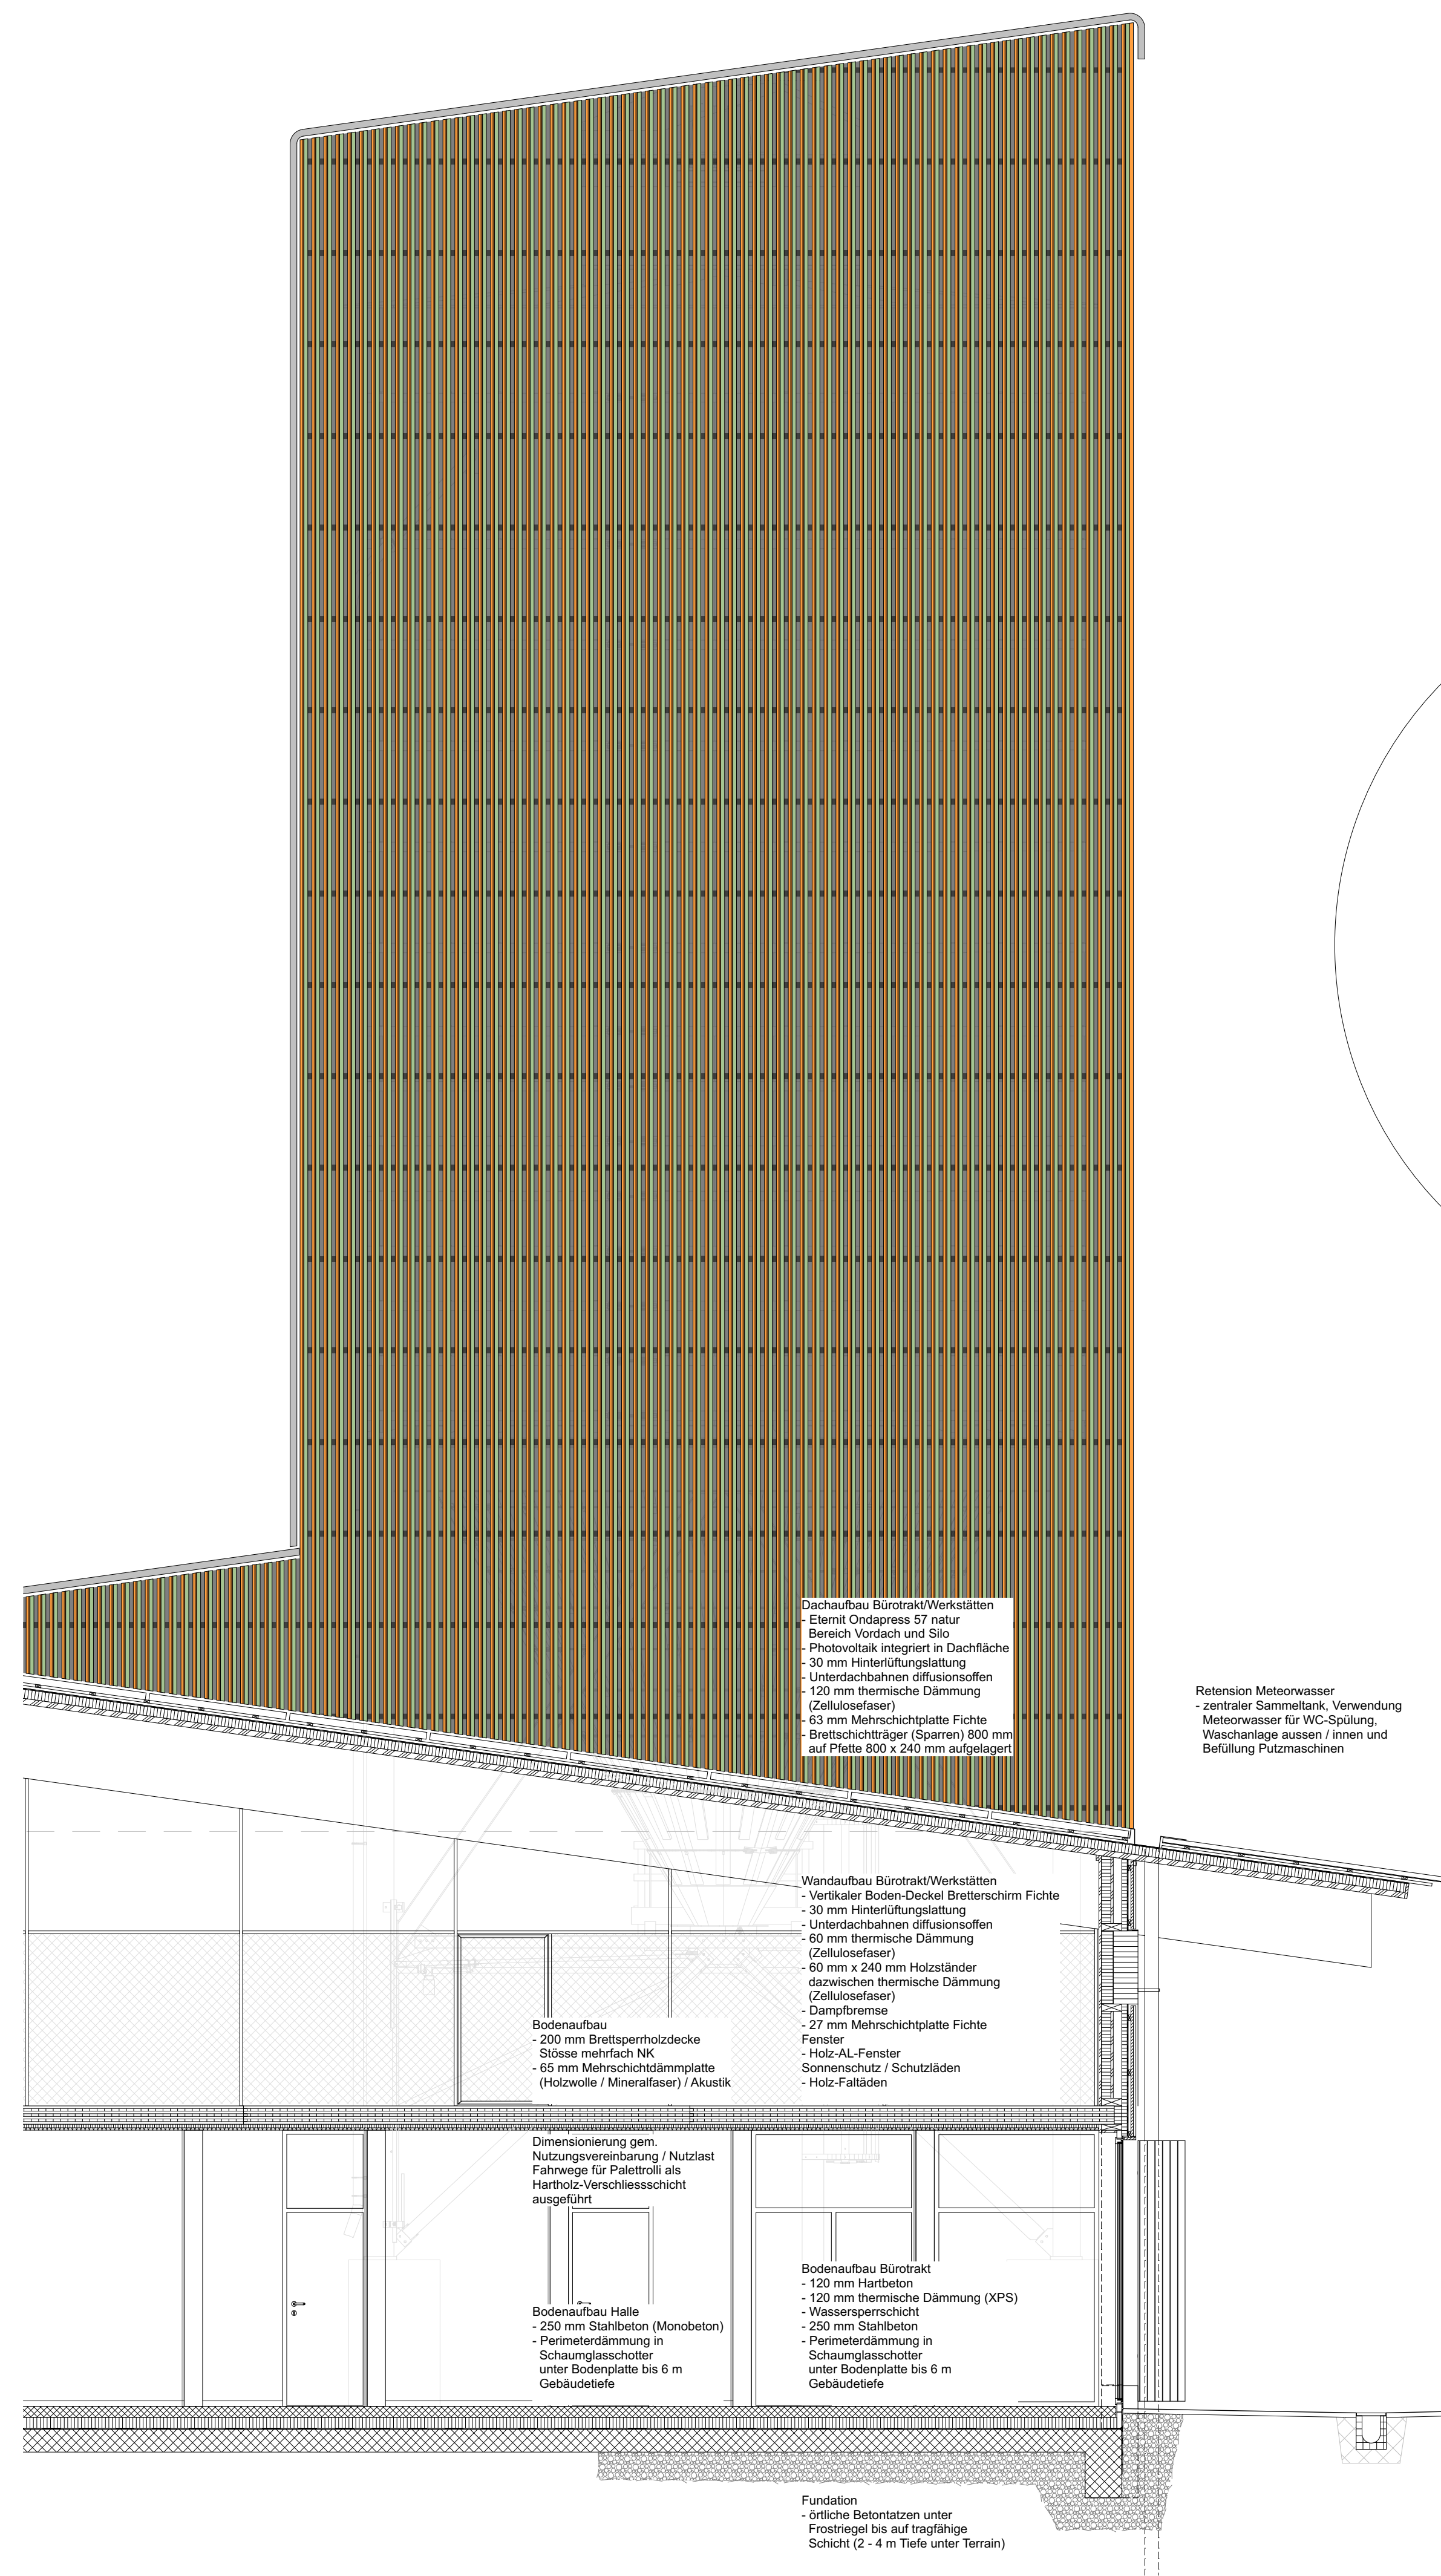 Dachaufbau Bürotrakt/Werkstätten
- Eternit Ondapress 57 natur
Bereich Vordach und Silo
- Photovoltaik integriert in Dachfläche
- 30 mm Hinterlüftungslattung
- Unterdachbahnen diffusionsoffen
- 120 mm thermische Dämmung
(Zellulosefaser)
- 63 mm Mehrschichtplatte Fichte
- Brettschichtträger (Sparren) 800 mm
auf Pfette 800 x 240 mm aufgelagert
Retension Meteorwasser
- zentraler Sammeltank, Verwendung
Meteorwasser für WC-Spülung,
Waschanlage aussen / innen und
Befüllung Putzmaschinen
Wandaufbau Bürotrakt/Werkstätten
- Vertikaler Boden-Deckel Bretterschirm Fichte
- 30 mm Hinterlüftungslattung
- Unterdachbahnen diffusionsoffen
- 60 mm thermische Dämmung
(Zellulosefaser)
- 60 mm x 240 mm Holzständer
dazwischen thermische Dämmung
(Zellulosefaser)
- Dampfbremse
- 27 mm Mehrschichtplatte Fichte
Fenster
- Holz-AL-Fenster
Sonnenschutz / Schutzläden
- Holz-Faltäden
Bodenaufbau
- 200 mm Brettsperrholzdecke
Stösse mehrfach NK
- 65 mm Mehrschichtdämmplatte
(Holzwolle / Mineralfaser) / Akustik
Dimensionierung gem.
Nutzungsvereinbarung / Nutzlast
Fahrwege für Palettrolli als
Hartholz-Verschliessschicht
ausgeführt
Bodenaufbau Halle
- 250 mm Stahlbeton (Monobeton)
- Perimeterdämmung in
Schaumglasschotter
unter Bodenplatte bis 6 m
Gebäudetiefe
Bodenaufbau Bürotrakt
- 120 mm Hartbeton
- 120 mm thermische Dämmung (XPS)
- Wassersperrschicht
- 250 mm Stahlbeton
- Perimeterdämmung in
Schaumglasschotter
unter Bodenplatte bis 6 m
Gebäudetiefe
Fundation
- örtliche Betontatzen unter
Frostriegel bis auf tragfähige
Schicht (2 - 4 m Tiefe unter Terrain)